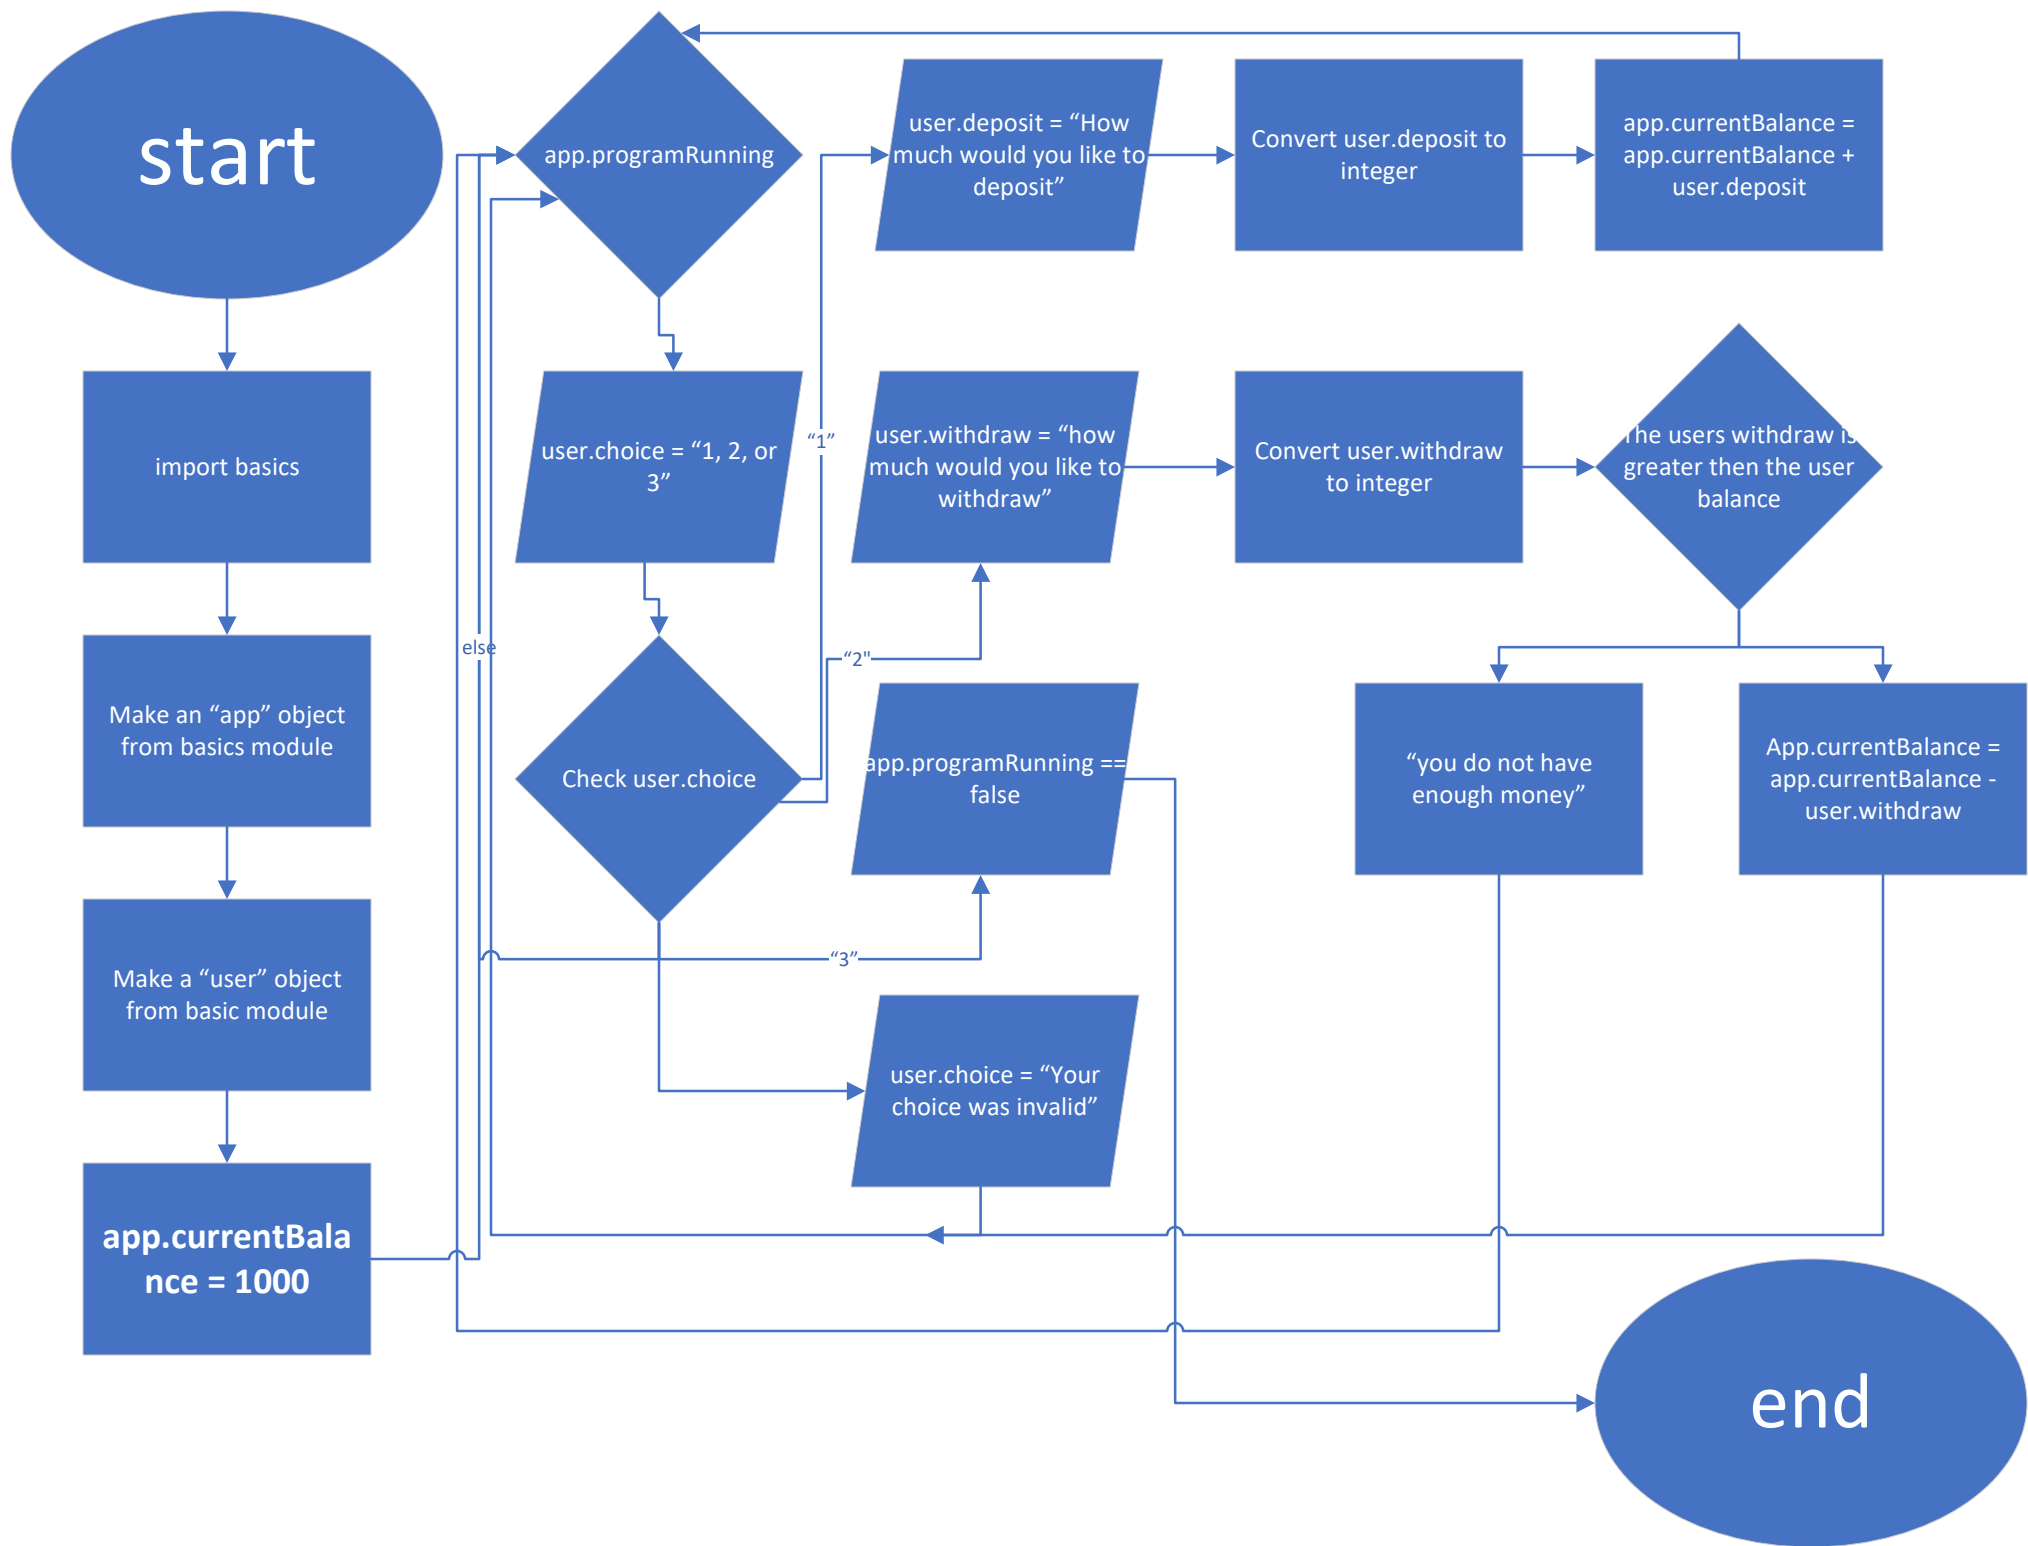 start
import basics
Make an “app” object
from basics module
Make a “user” object
from basic module
app.currentBala
nce = 1000
app.programRunning
user.choice = “1, 2, or
3”
Check user.choice
else
“1”
“2"
“3”
user.deposit = “How
much would you like to
deposit”
Convert user.deposit to
integer
app.currentBalance =
app.currentBalance +
user.deposit
user.withdraw = “how
much would you like to
withdraw”
Convert user.withdraw
to integer
The users withdraw is
greater then the user
balance
app.programRunning ==
false
“you do not have
enough money”
App.currentBalance =
app.currentBalance -
user.withdraw
user.choice = “Your
choice was invalid”
end